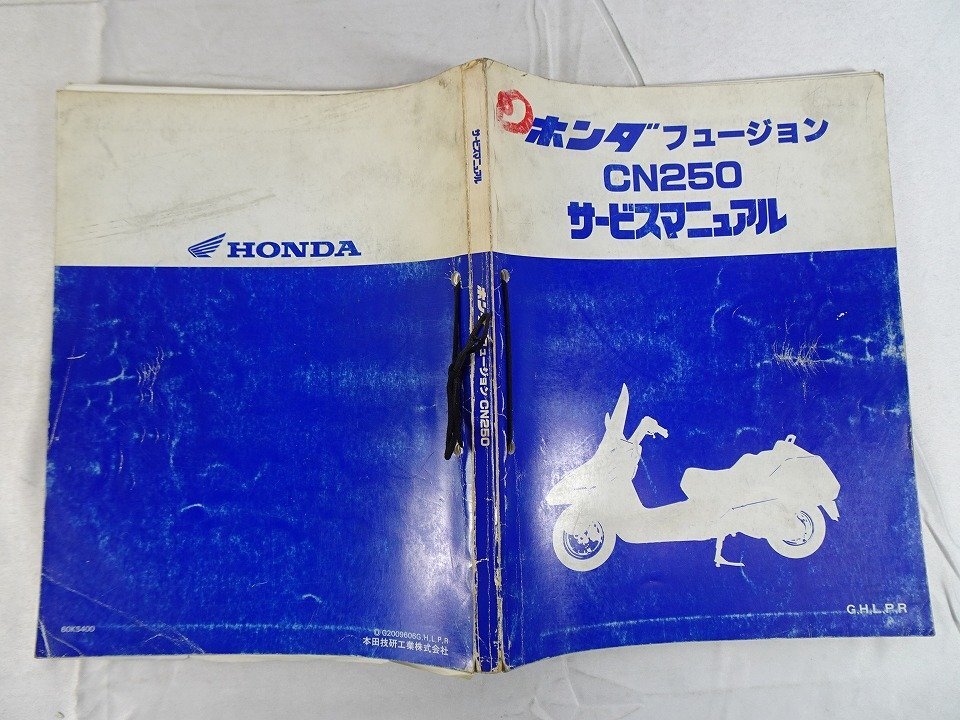 ホンダ フュージョン
CN250
サービスマニュアル
G.H.L.P.R
サービスマニュアル
フュージョン CN250
HONDA
60KS400
G2009606G.H.L.P.R
本田技研工業株式会社